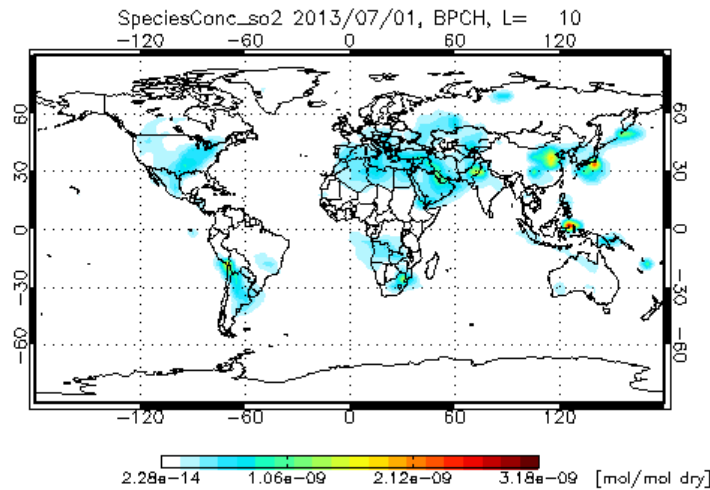 SpeciesConc_so2 2013/07/01, BPCH, L= 10
-120 -60 0 60 120
60 60
30 30
0 0
-30 -30
-60 -60
-120 -60 0 60 120
2.28e-14 1.06e-09 2.12e-09 3.18e-09 [mol/mol dry]